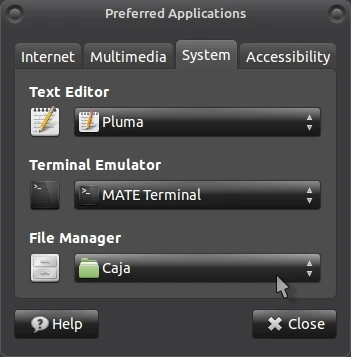 Preferred Applications
Internet Multimedia System Accessibility
Text Editor
Pluma
Terminal Emulator
>_ >_ MATE Terminal
File Manager
Caja
Help Close